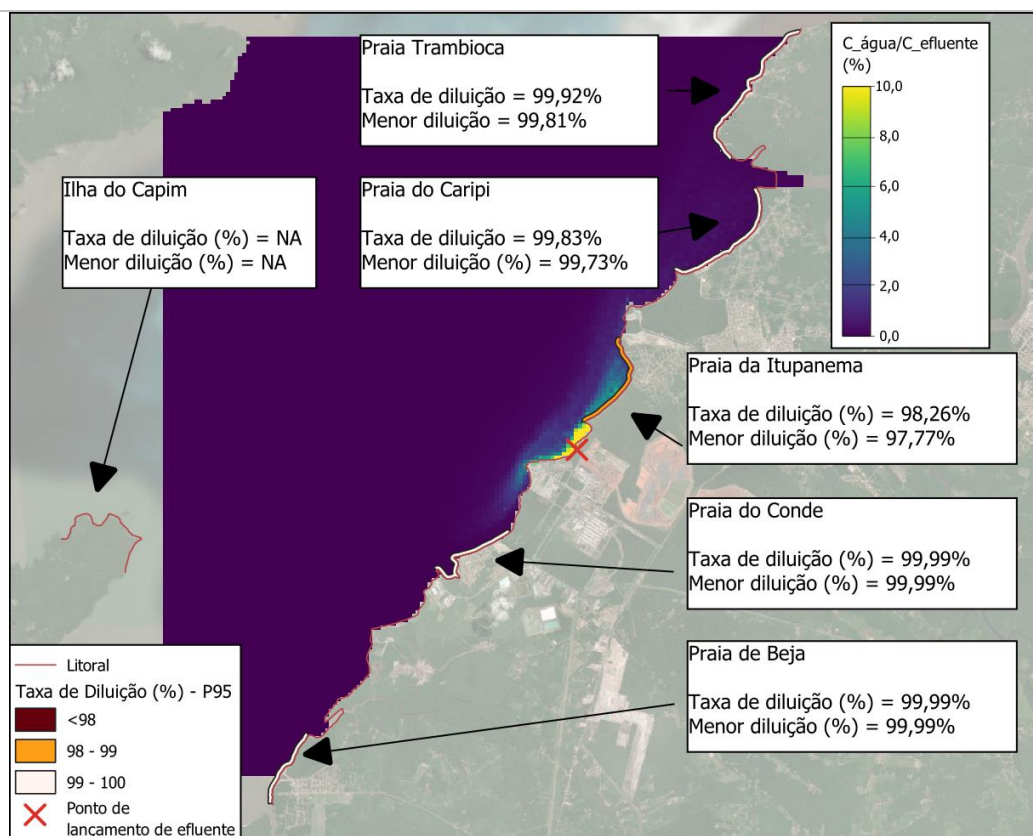 Praia Trambioca
Taxa de diluição = 99,92%
Menor diluição = 99,81%
C_água/C_efluente
(%)
10,0
8,0
6,0
4,0
2,0
0,0
Ilha do Capim
Taxa de diluição (%) = NA
Menor diluição (%) = NA
Praia do Caripi
Taxa de diluição = 99,83%
Menor diluição (%) = 99,73%
Praia da Itupanema
Taxa de diluição (%) = 98,26%
Menor diluição (%) = 97,77%
Praia do Conde
Taxa de diluição (%) = 99,99%
Menor diluição (%) = 99,99%
Praia de Beja
Taxa de diluição (%) = 99,99%
Menor diluição (%) = 99,99%
Litoral
Taxa de Diluição (%) - P95
<98
98 - 99
99 - 100
Ponto de
lançamento de efluente